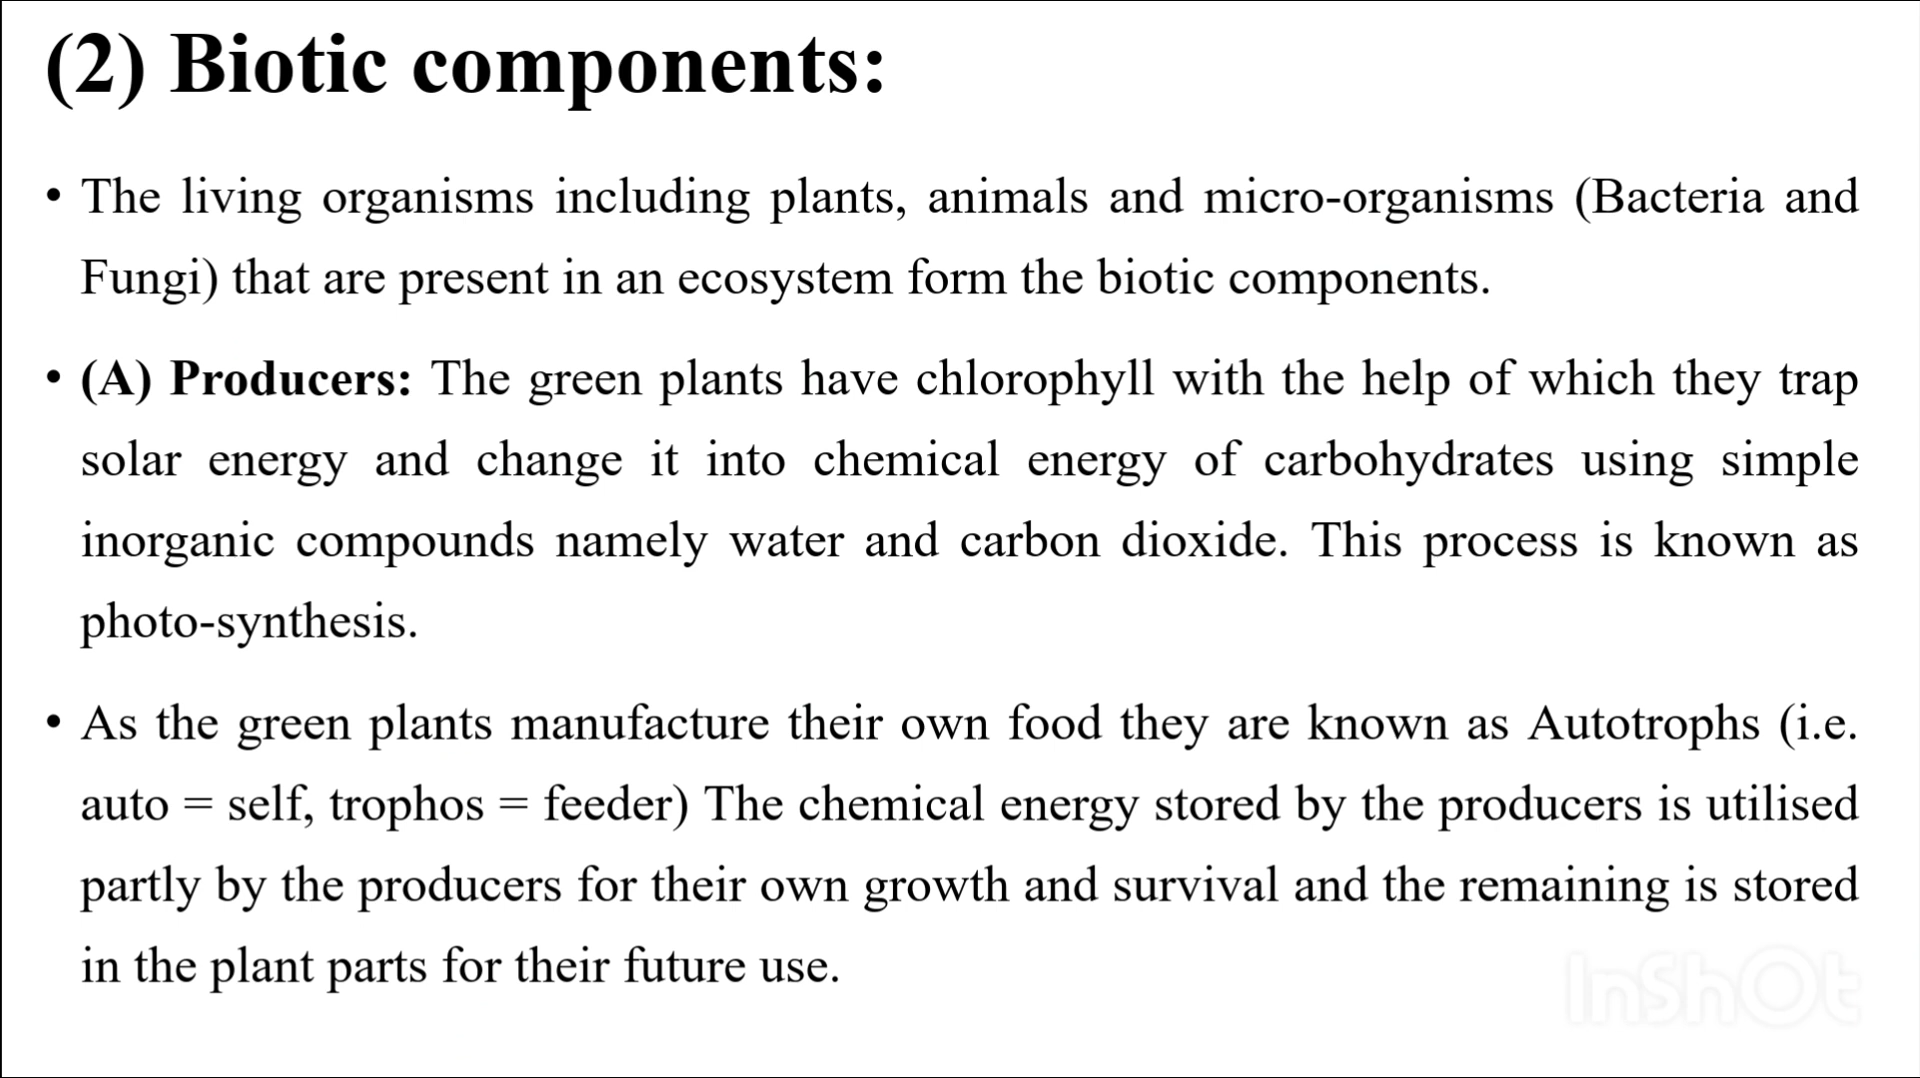 (2) Biotic components:
• The living organisms including plants, animals and micro-organisms (Bacteria and
Fungi) that are present in an ecosystem form the biotic components.
• (A) Producers: The green plants have chlorophyll with the help of which they trap
solar energy and change it into chemical energy of carbohydrates using simple
inorganic compounds namely water and carbon dioxide. This process is known as
photo-synthesis.
• As the green plants manufacture their own food they are known as Autotrophs (i.e.
auto = self, trophos = feeder) The chemical energy stored by the producers is utilised
partly by the producers for their own growth and survival and the remaining is stored
in the plant parts for their future use.
InShOt